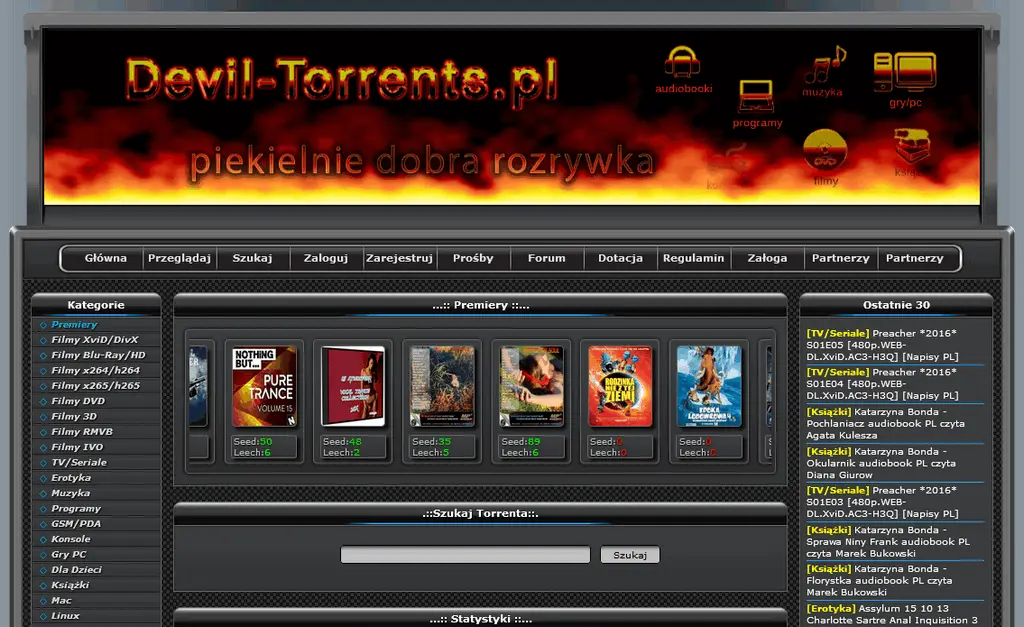 Devil-Torrents.pl
piekielnie dobra rozrywka
audiobooki
programy
muzyka
gry/pc
filmy
Główna Przeglądaj Szukaj Zaloguj Zarejestruj Prośby Forum Dotacja Regulamin Załoga Partnerzy Partnerzy
Kategorie
Premiery
Filmy XviD/DivX
Filmy Blu-Ray/HD
Filmy x264/h264
Filmy x265/h265
Filmy DVD
Filmy 3D
Filmy RMVB
Filmy IVO
TV/Seriale
Erotyka
Muzyka
Programy
GSM/PDA
Konsole
Gry PC
Dla Dzieci
Książki
Mac
Linux
...:: Premiery ::...
NOTHING
BUT...
PURE
TRANCE
VOLUME 15
RODZINKA
NIE Z TEJ
ZIEMI
Seed:50
Leech:6
Seed:48
Leech:2
Seed:35
Leech:5
Seed:89
Leech:6
Seed:0
Leech:0
Seed:0
Leech:0
.::Szukaj Torrenta::.
Szukaj
...:: Statystyki ::...
Ostatnie 30
[TV/Seriale] Preacher *2016*
S01E05 [480p.WEB-
DL.XviD.AC3-H3Q] [Napisy PL]
[TV/Seriale] Preacher *2016*
S01E04 [480p.WEB-
DL.XviD.AC3-H3Q] [Napisy PL]
[Książki] Katarzyna Bonda -
Pochłaniacz audiobook PL czyta
Agata Kulesza
[Książki] Katarzyna Bonda -
Okularnik audiobook PL czyta
Diana Giurow
[TV/Seriale] Preacher *2016*
S01E03 [480p.WEB-
DL.XviD.AC3-H3Q] [Napisy PL]
[Książki] Katarzyna Bonda -
Sprawa Niny Frank audiobook PL
czyta Marek Bukowski
[Książki] Katarzyna Bonda -
Florystka audiobook PL czyta
Marek Bukowski
[Erotyka] Assylum 15 10 13
Charlotte Sartre Anal Inquisition 3